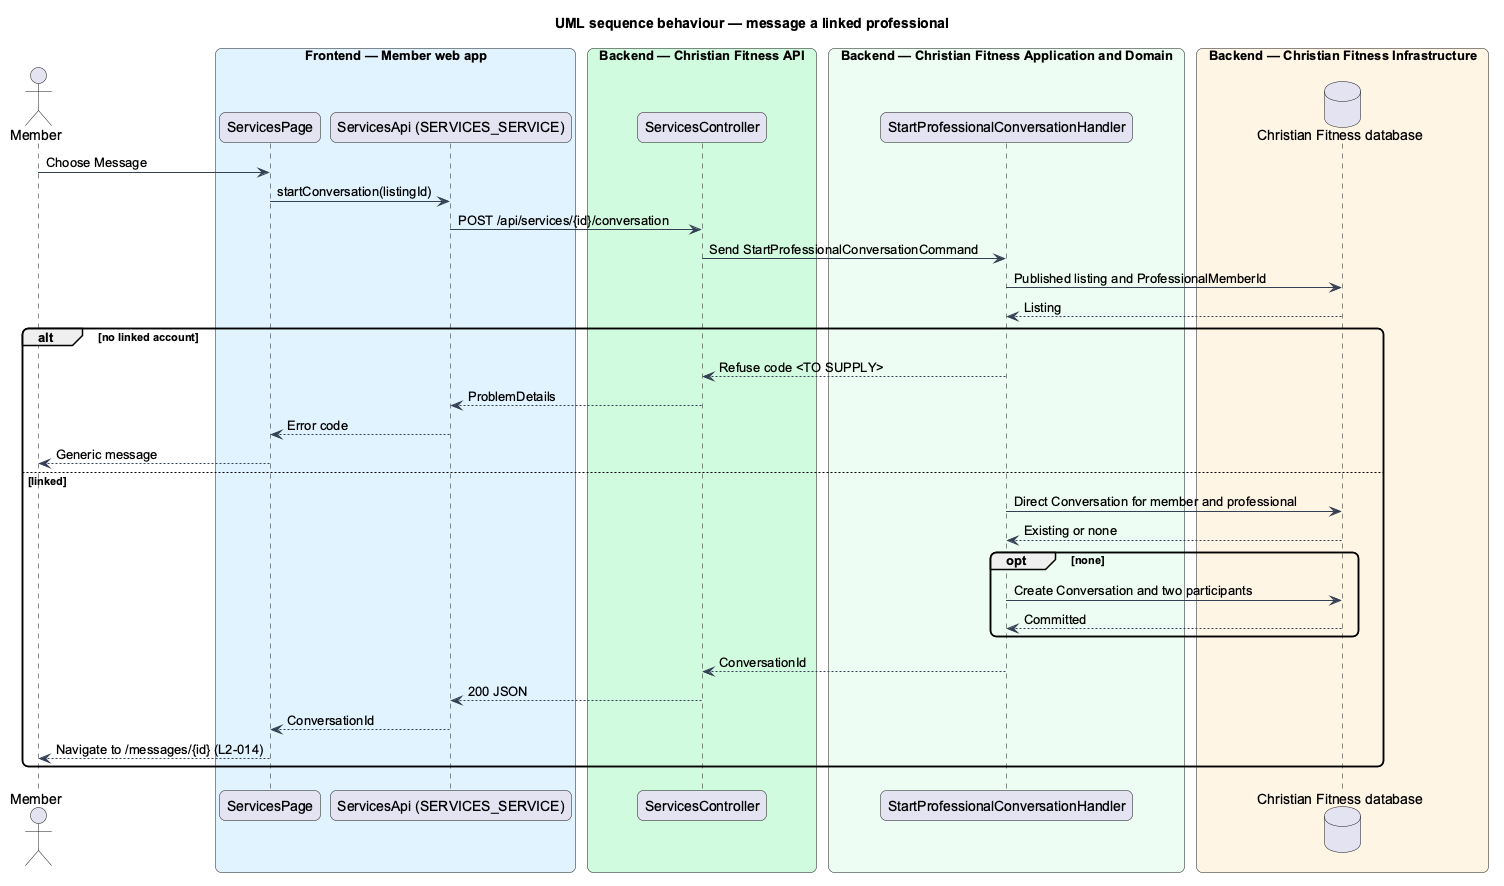 UML sequence behaviour — message a linked professional
Frontend — Member web app
Backend — Christian Fitness API
Backend — Christian Fitness Application and Domain
Backend — Christian Fitness Infrastructure
Member
ServicesPage
ServicesApi (SERVICES_SERVICE)
ServicesController
StartProfessionalConversationHandler
Christian Fitness database
Choose Message
startConversation(listingId)
POST /api/services/{id}/conversation
Send StartProfessionalConversationCommand
Published listing and ProfessionalMemberId
Listing
alt [no linked account]
Refuse code <TO SUPPLY>
ProblemDetails
Error code
Generic message
[linked]
Direct Conversation for member and professional
Existing or none
opt [none]
Create Conversation and two participants
Committed
ConversationId
200 JSON
ConversationId
Navigate to /messages/{id} (L2-014)
Member
ServicesPage
ServicesApi (SERVICES_SERVICE)
ServicesController
StartProfessionalConversationHandler
Christian Fitness database